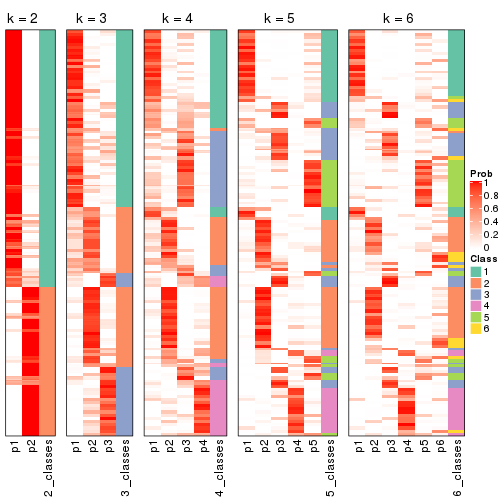 k = 2
k = 3
k = 4
k = 5
k = 6
p1
p2
2_classes
p1
p2
p3
3_classes
p1
p2
p3
p4
4_classes
p1
p2
p3
p4
p5
5_classes
p1
p2
p3
p4
p5
p6
6_classes
Prob
1
0.8
0.6
0.4
0.2
0
Class
1
2
3
4
5
6